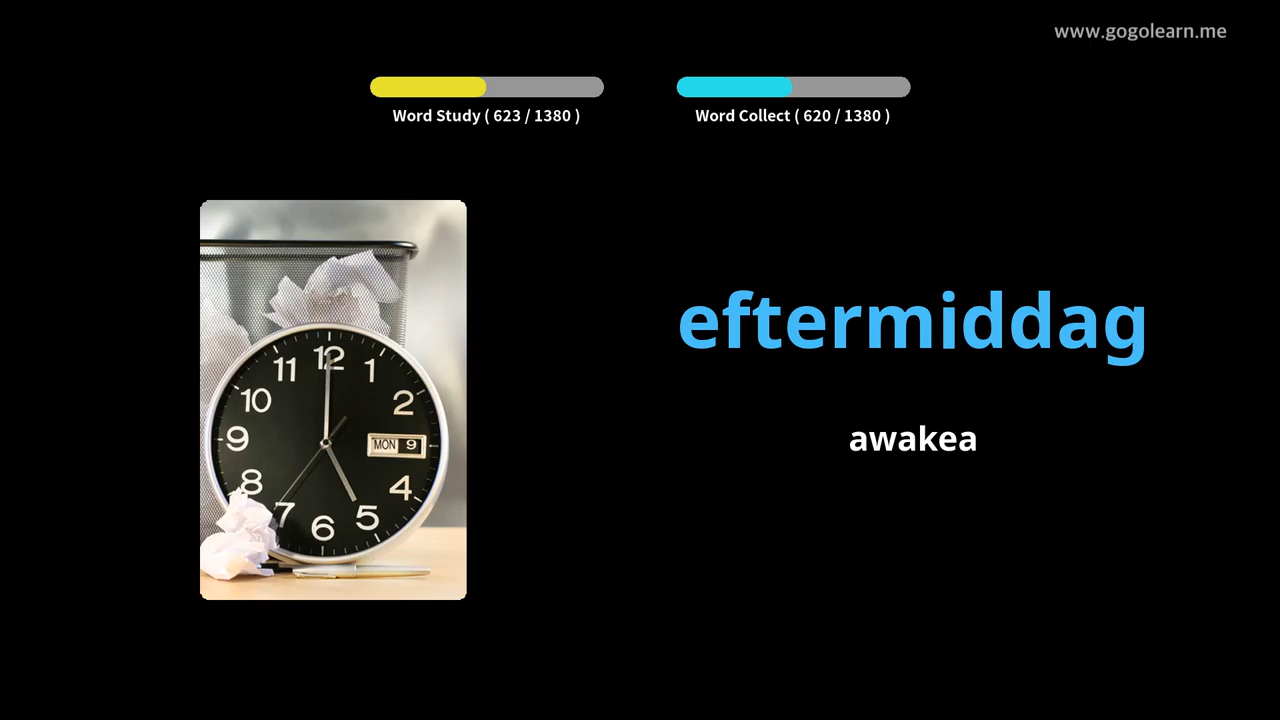 www.gogolearn.me
Word Study ( 623 / 1380 )
Word Collect ( 620 / 1380 )
12
11
1
10
2
9
MON 9
8
4
7
5
6
eftermiddag
awakea